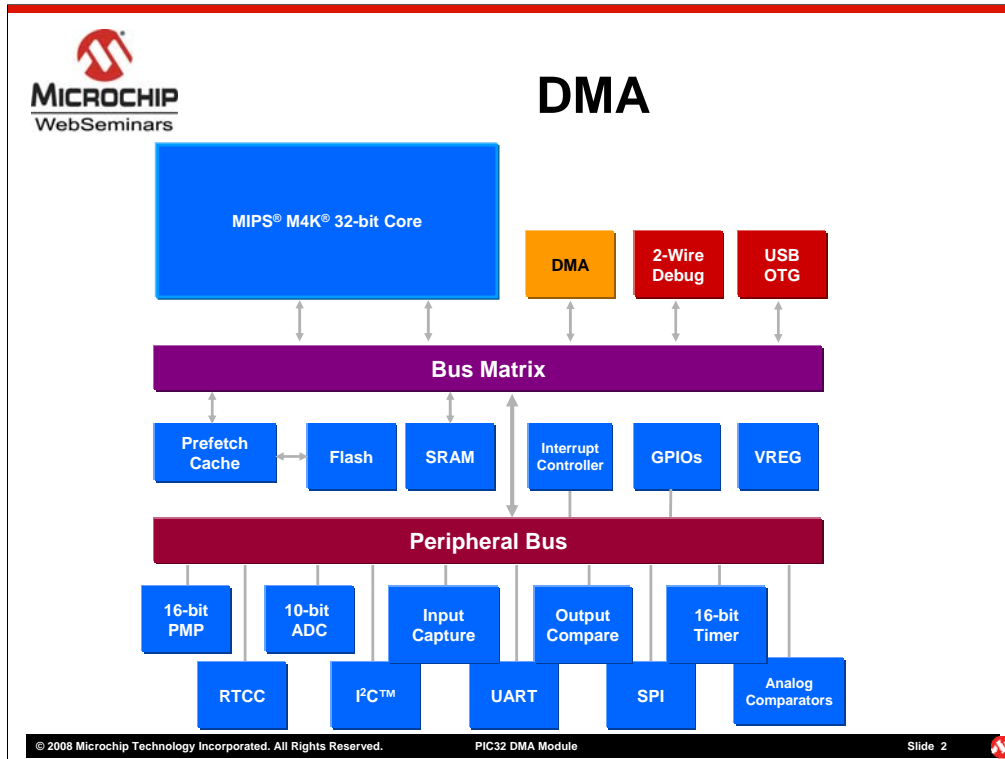 MICROCHIP
WebSeminars
DMA
MIPS® M4K® 32-bit Core
DMA
2-Wire
Debug
USB
OTG
Bus Matrix
Prefetch
Cache
Flash
SRAM
Interrupt
Controller
GPIOs
VREG
Peripheral Bus
16-bit
PMP
10-bit
ADC
Input
Capture
Output
Compare
16-bit
Timer
RTCC
I²C™
UART
SPI
Analog
Comparators
© 2008 Microchip Technology Incorporated. All Rights Reserved. PIC32 DMA Module Slide 2